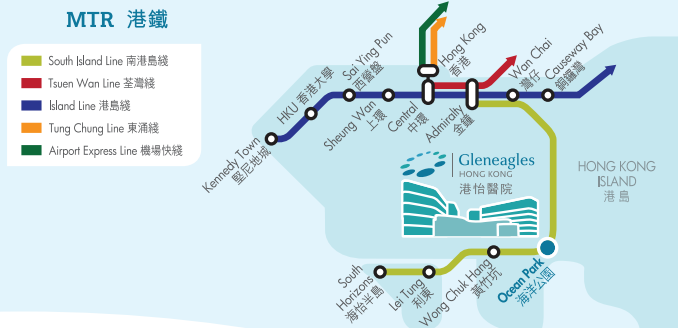 MTR 港鐵
South Island Line 南港島綫
Tsuen Wan Line 荃灣綫
Island Line 港島綫
Tung Chung Line 東涌綫
Airport Express Line 機場快綫
Kennedy Town
堅尼地城
HKU 香港大學
Sai Ying Pun
西營盤
Sheung Wan
上環
Central
中環
Hong Kong
香港
Admiralty
金鐘
Wan Chai
灣仔
Causeway Bay
銅鑼灣
Gleneagles
HONG KONG
港怡醫院
HONG KONG
ISLAND
港島
South
Horizons
海怡半島
Lei Tung
利東
Wong Chuk Hang
黃竹坑
Ocean Park
海洋公園